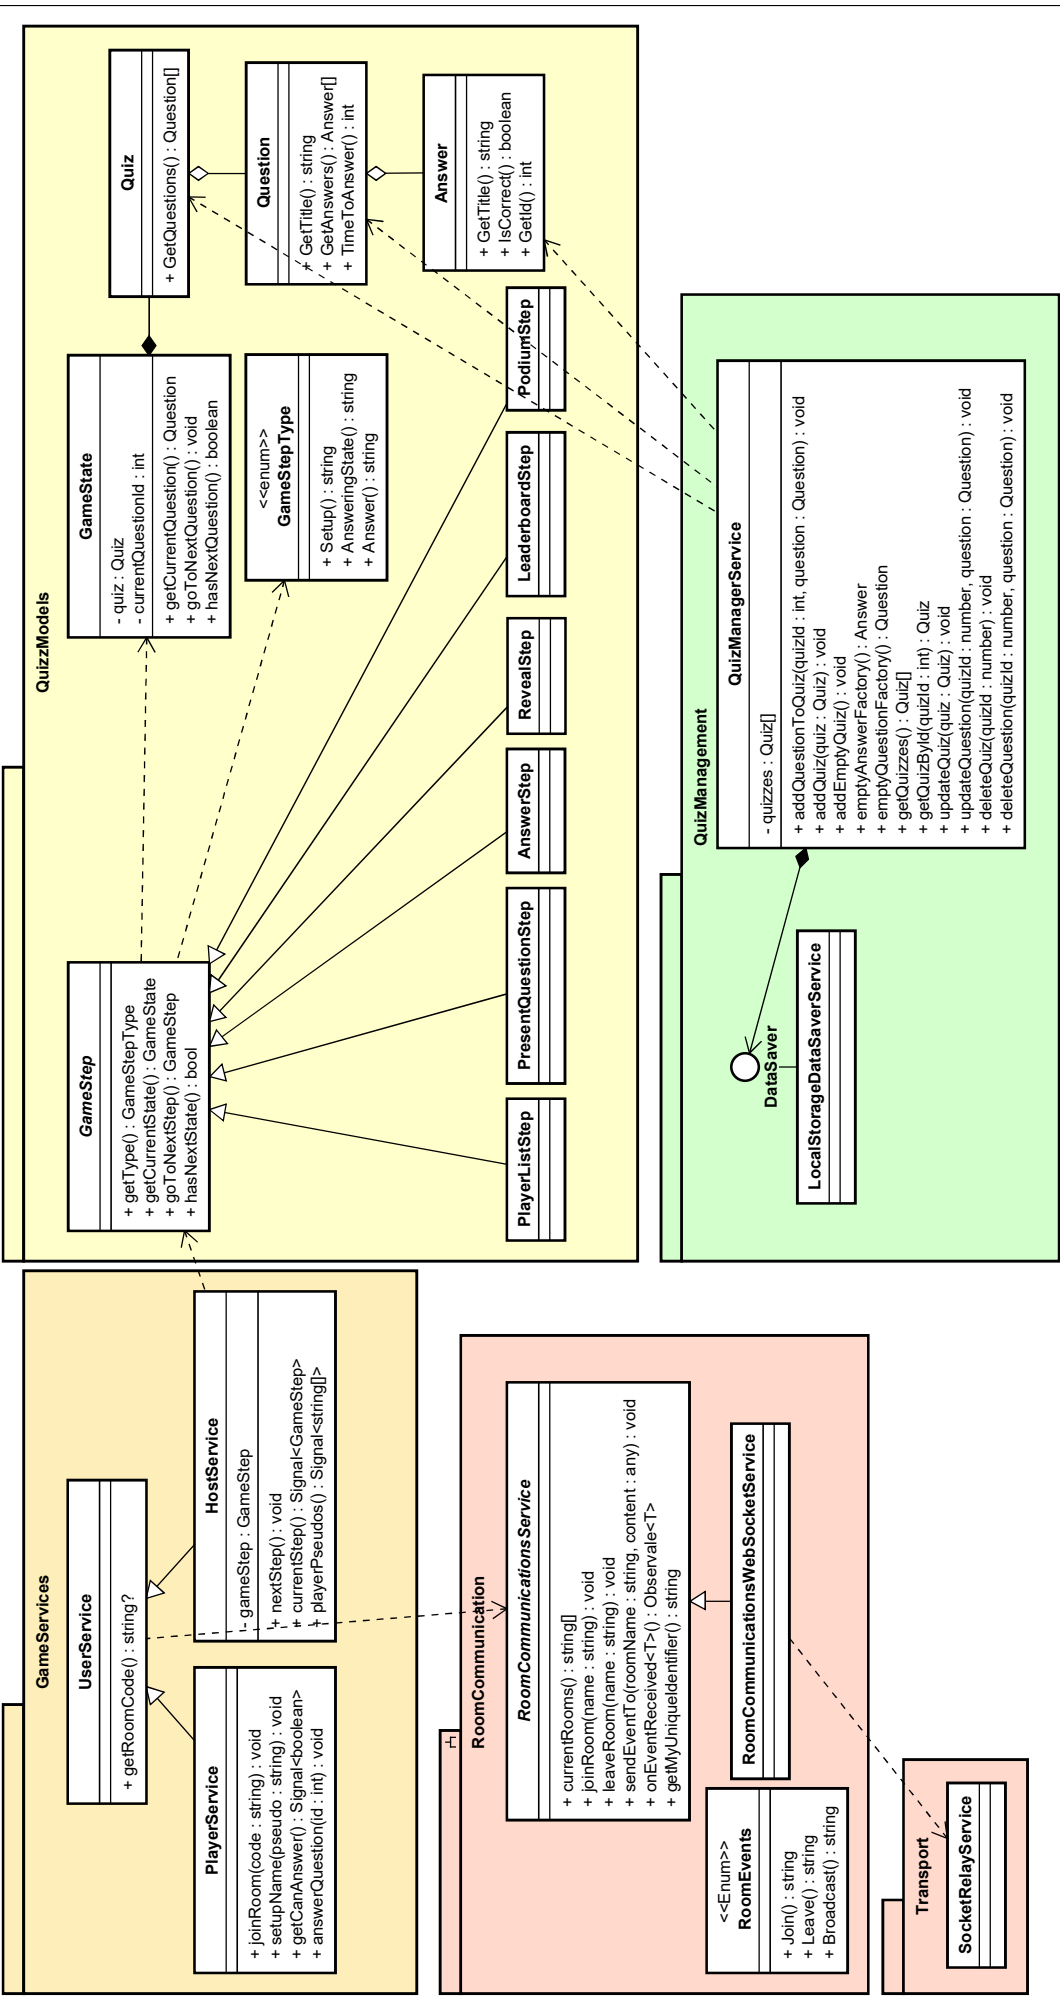 GameServices
UserService
+ getRoomCode() : string?
PlayerService
+ joinRoom(code : string) : void
+ setupName(pseudo : string) : void
+ getCanAnswer() : Signal<boolean>
+ answerQuestion(id : int) : void
HostService
- gameStep : GameStep
+ nextStep() : void
+ currentStep() : Signal<GameStep>
+ playerPseudos() : Signal<string[]>
QuizzModels
GameStep
+ getType() : GameStepType
+ getCurrentState() : GameState
+ goToNextStep() : GameStep
+ hasNextState() : bool
GameState
- quiz : Quiz
- currentQuestionId : int
+ getCurrentQuestion() : Question
+ goToNextQuestion() : void
+ hasNextQuestion() : boolean
Quiz
+ GetQuestions() : Question[]
<<enum>>
GameStepType
+ Setup() : string
+ AnsweringState() : string
+ Answer() : string
Question
+ GetTitle() : string
+ GetAnswers() : Answer[]
+ TimeToAnswer() : int
Answer
+ GetTitle() : string
+ IsCorrect() : boolean
+ GetId() : int
PlayerListStep
PresentQuestionStep
AnswerStep
RevealStep
LeaderboardStep
PodiumStep
RoomCommunication
RoomCommunicationsService
+ currentRooms() : string[]
+ joinRoom(name : string) : void
+ leaveRoom(name : string) : void
+ sendEventTo(roomName : string, content : any) : void
+ onEventReceived<T>() : Observale<T>
+ getMyUniqueIdentifier() : string
<<Enum>>
RoomEvents
+ Join() : string
+ Leave() : string
+ Broadcast() : string
RoomCommunicationsWebSocketService
Transport
SocketRelayService
QuizManagement
QuizManagerService
- quizzes : Quiz[]
+ addQuestionToQuiz(quizId : int, question : Question) : void
+ addQuiz(quiz : Quiz) : void
+ addEmptyQuiz() : void
+ emptyAnswerFactory() : Answer
+ emptyQuestionFactory() : Question
+ getQuizzes() : Quiz[]
+ getQuizById(quizId : int) : Quiz
+ updateQuiz(quiz : Quiz) : void
+ updateQuestion(quizId : number, question : Question) : void
+ deleteQuiz(quizId : number) : void
+ deleteQuestion(quizId : number, question : Question) : void
DataSaver
LocalStorageDataSaverService